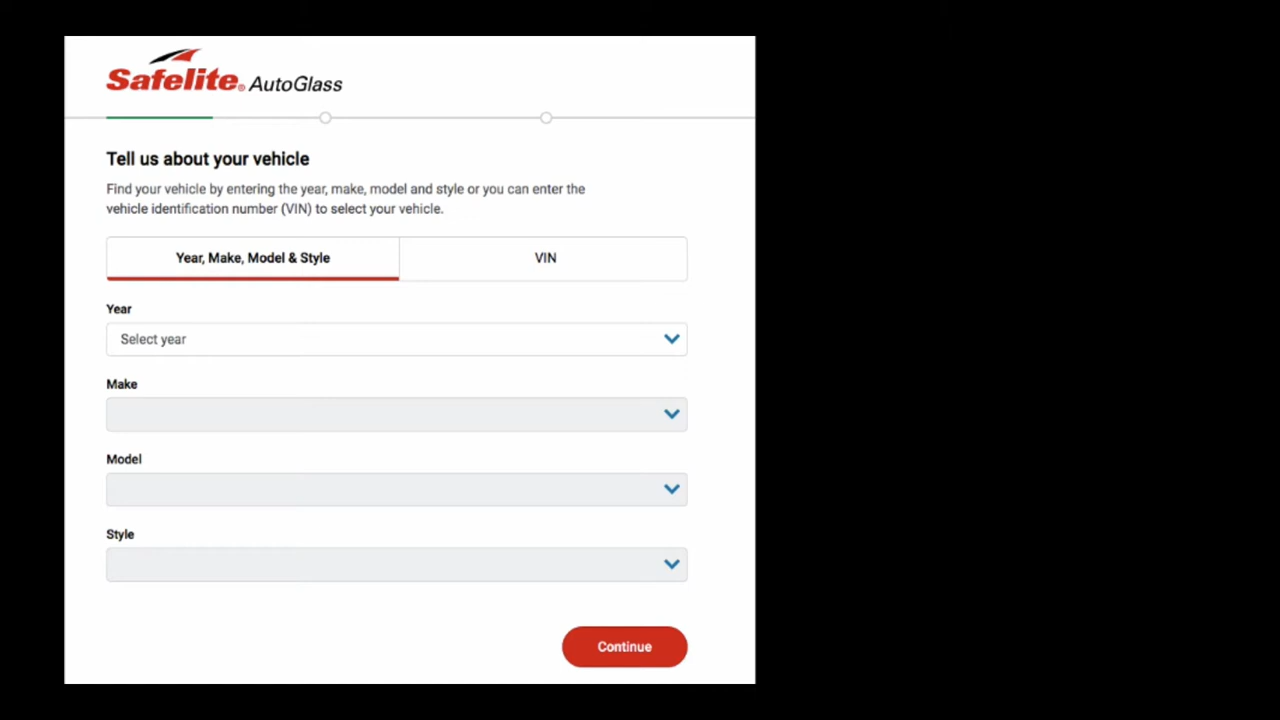 Safelite® AutoGlass
Tell us about your vehicle
Find your vehicle by entering the year, make, model and style or you can enter the
vehicle identification number (VIN) to select your vehicle.
Year, Make, Model & Style
VIN
Year
Select year
Make
Model
Style
Continue